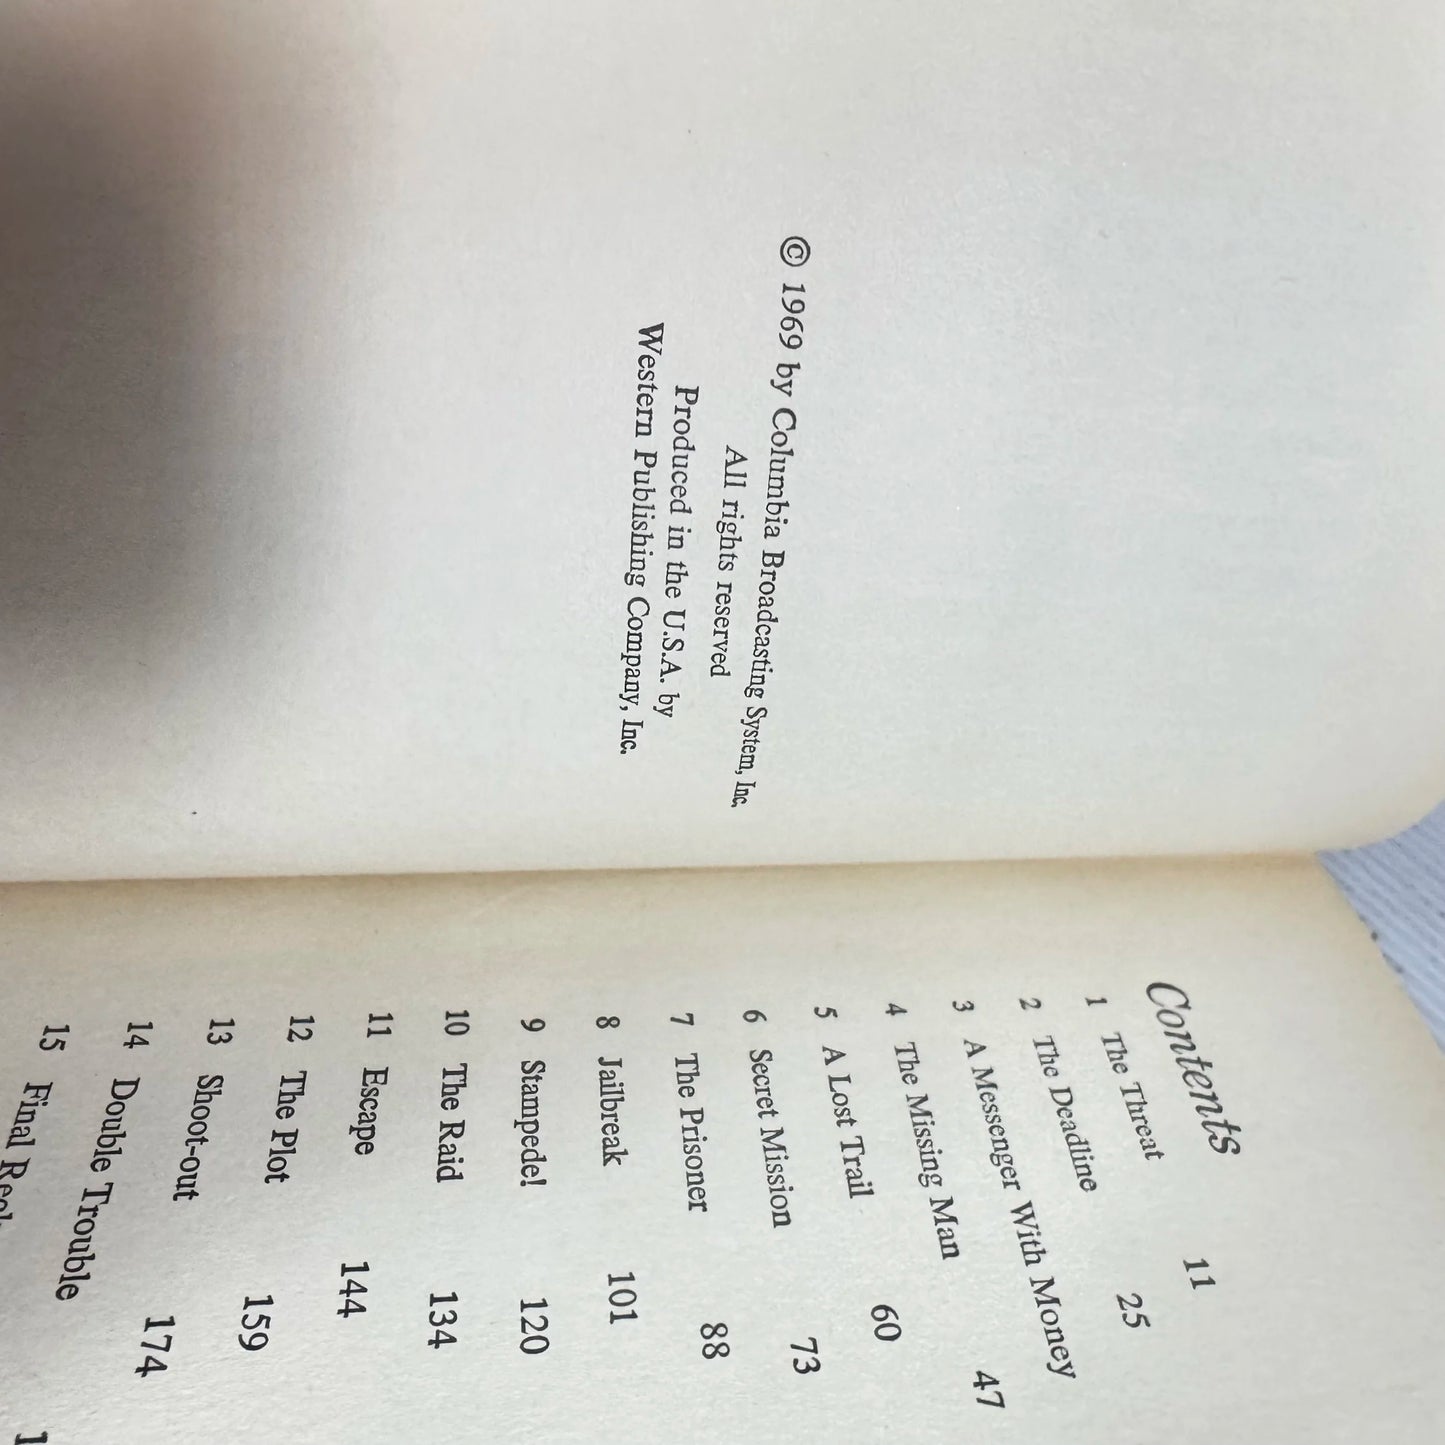 © 1969 by Columbia Broadcasting System, Inc.
All rights reserved
Produced in the U.S.A. by
Western Publishing Company, Inc.
Contents
1 The Threat 11
2 The Deadline 25
3 A Messenger With Money
4 The Missing Man 47
5 A Lost Trail 60
6 Secret Mission 73
7 The Prisoner 88
8 Jailbreak 101
9 Stampede! 120
10 The Raid 134
11 Escape 144
12 The Plot 159
13 Shoot-out 174
14 Double Trouble
15 Final